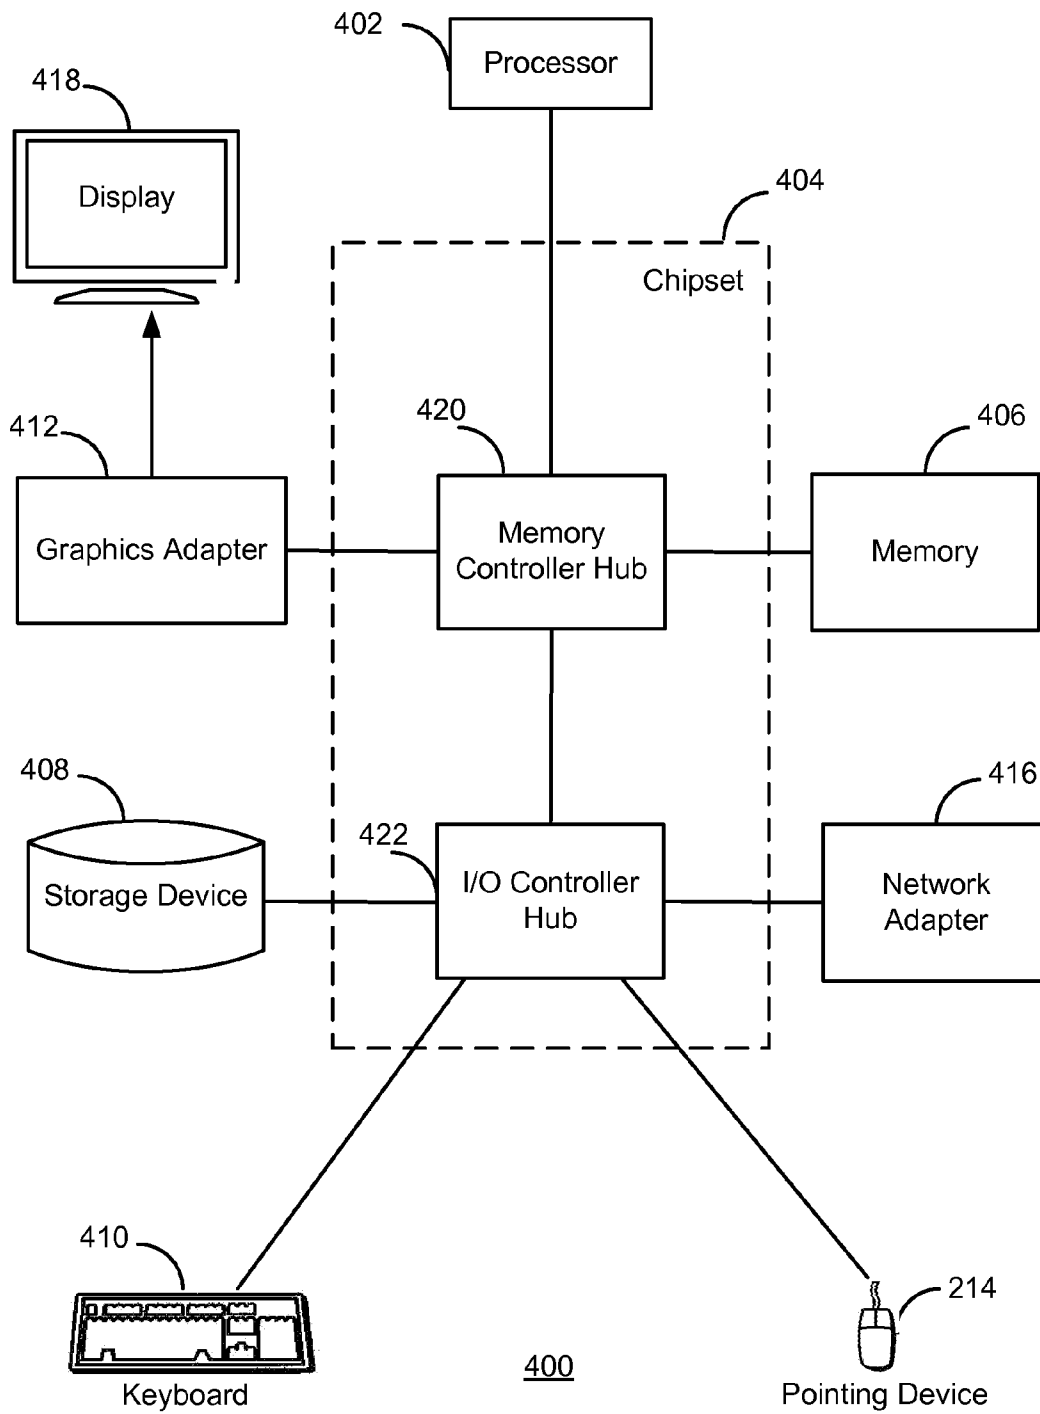 402
Processor
418
Display
404
Chipset
420
412
406
Graphics Adapter
Memory
Controller Hub
Memory
408
416
422
Storage Device
I/O Controller
Hub
Network
Adapter
410
214
Keyboard
400
Pointing Device